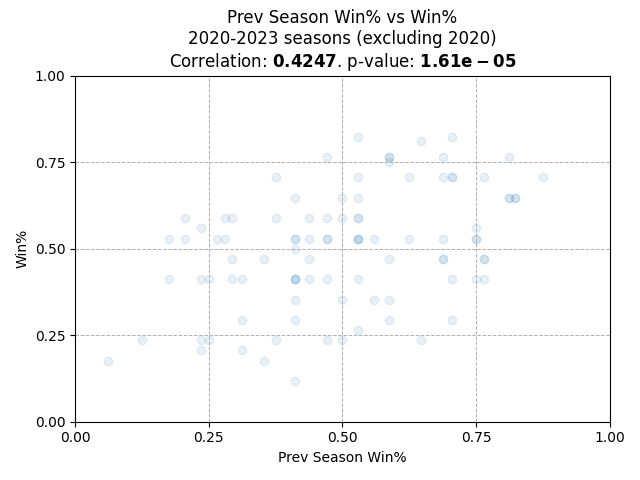 Prev Season Win% vs Win%
2020-2023 seasons (excluding 2020)
Correlation: 0.4247. p-value: 1.61e − 05
1.00
0.75
0.50
0.25
0.00
Win%
0.00 0.25 0.50 0.75 1.00
Prev Season Win%